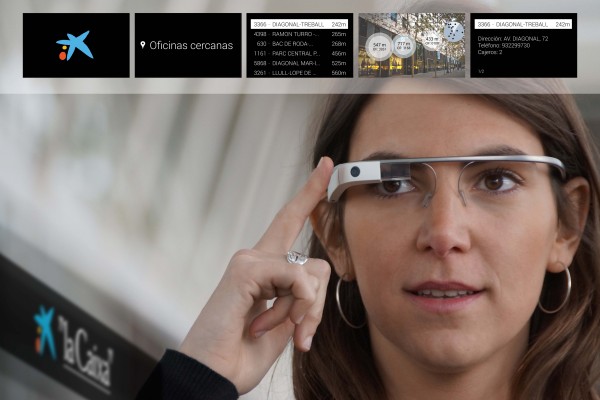 Oficinas cercanas
3366 · DIAGONAL-TREBALL 242m
4098 · RAMON TURRO -... 265m
630 · BAC DE RODA -... 268m
1161 · PARC CENTRAL P... 456m
5868 · DIAGONAL MAR-I... 525m
3261 · LLULL-LOPE DE ... 560m
547 m
777 m
433 m
3366 · DIAGONAL-TREBALL 242m
Dirección: AV. DIAGONAL, 72
Teléfono: 932299730
Cajeros: 2
1/2
"la Caixa"